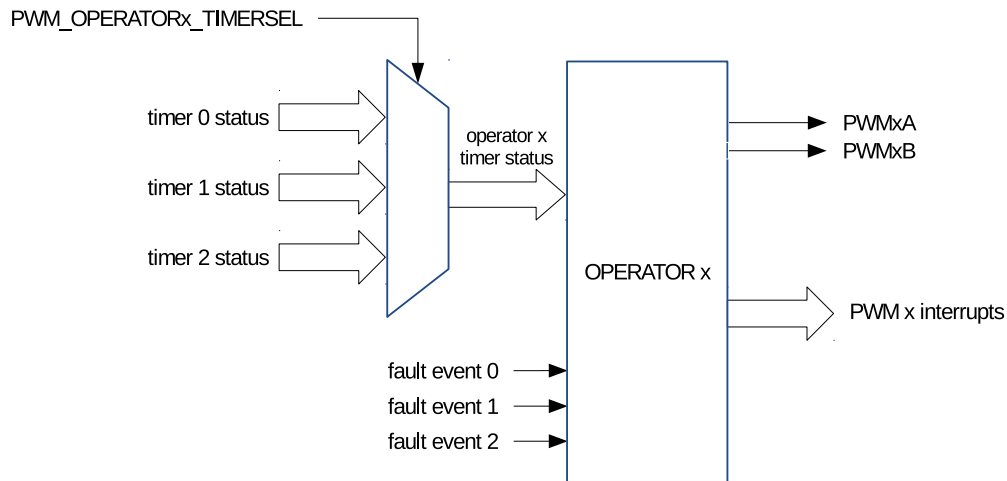 PWM_OPERATORx_TIMERSEL
timer 0 status
timer 1 status
timer 2 status
operator x
timer status
PWMxA
PWMxB
OPERATOR x
PWM x interrupts
fault event 0
fault event 1
fault event 2